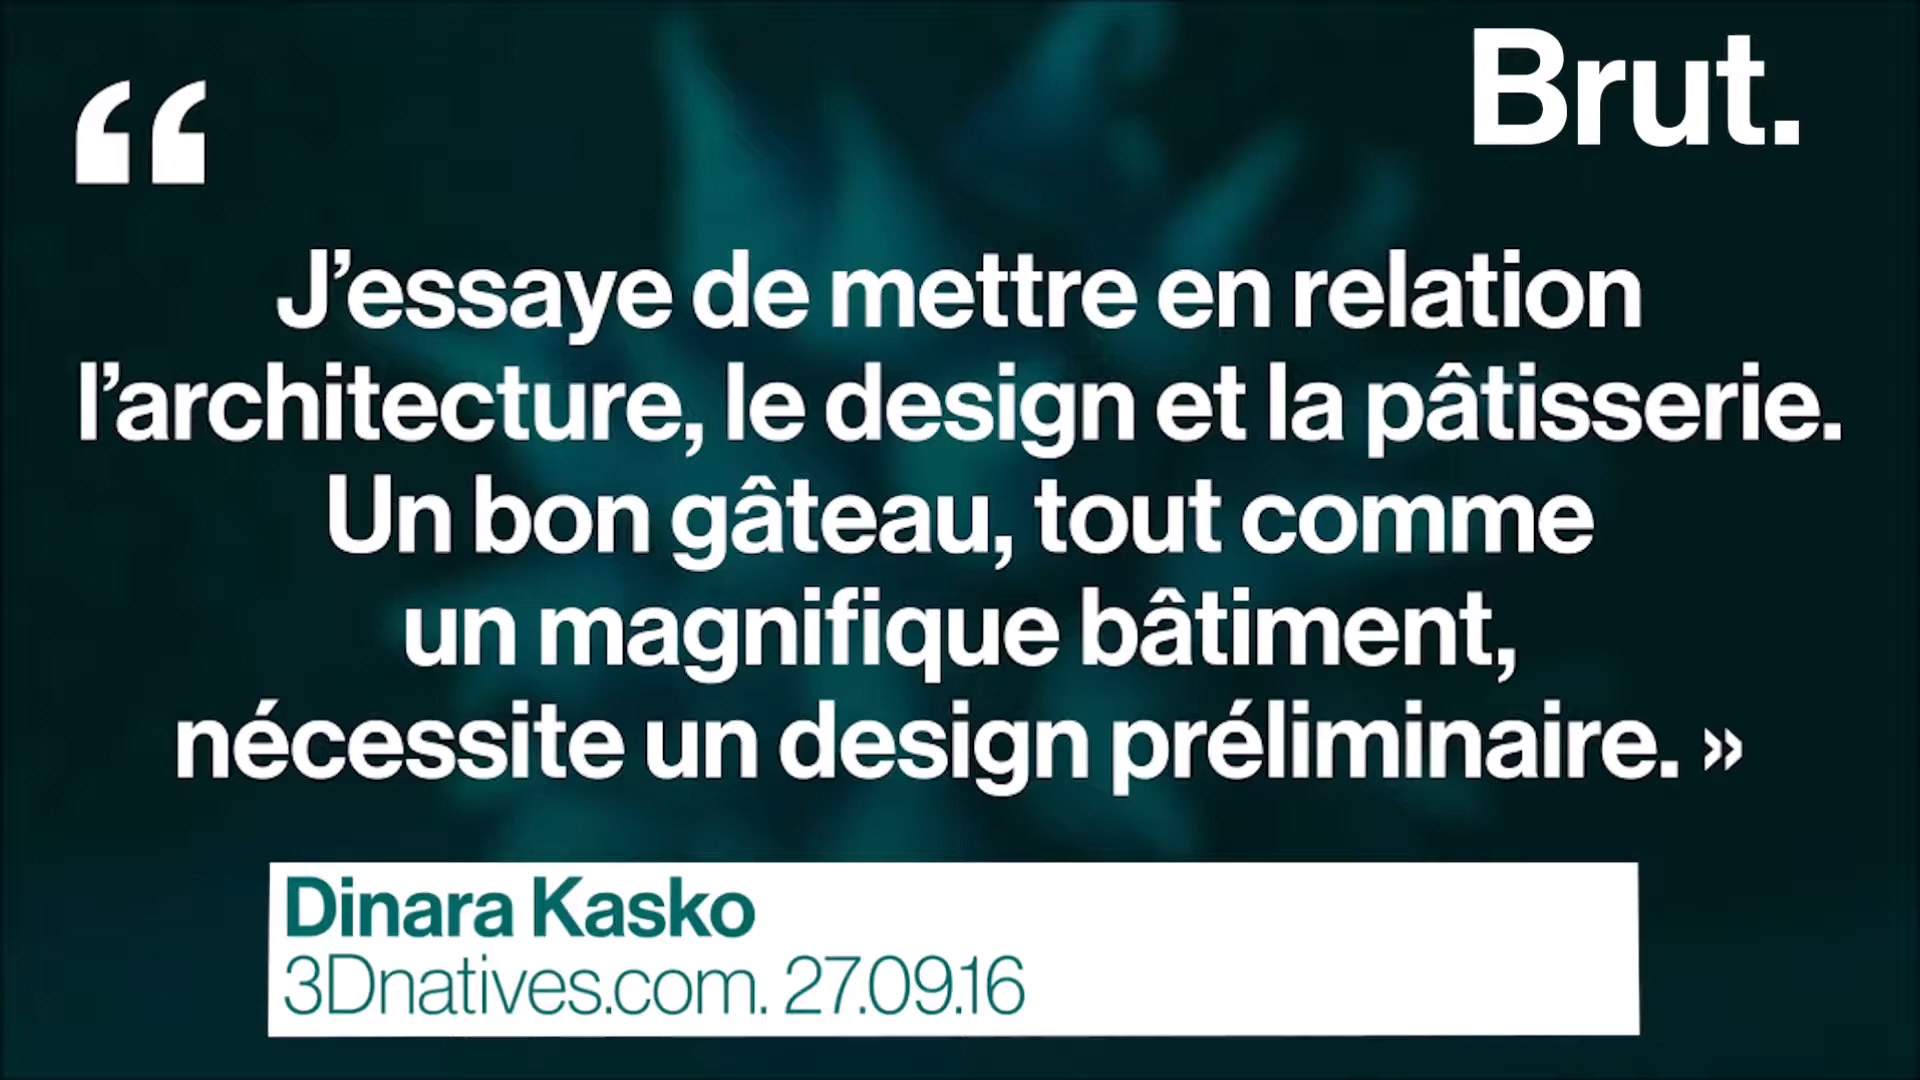 Brut.
“
J’essaye de mettre en relation
l’architecture, le design et la pâtisserie.
Un bon gâteau, tout comme
un magnifique bâtiment,
nécessite un design préliminaire. »
Dinara Kasko
3Dnatives.com. 27.09.16